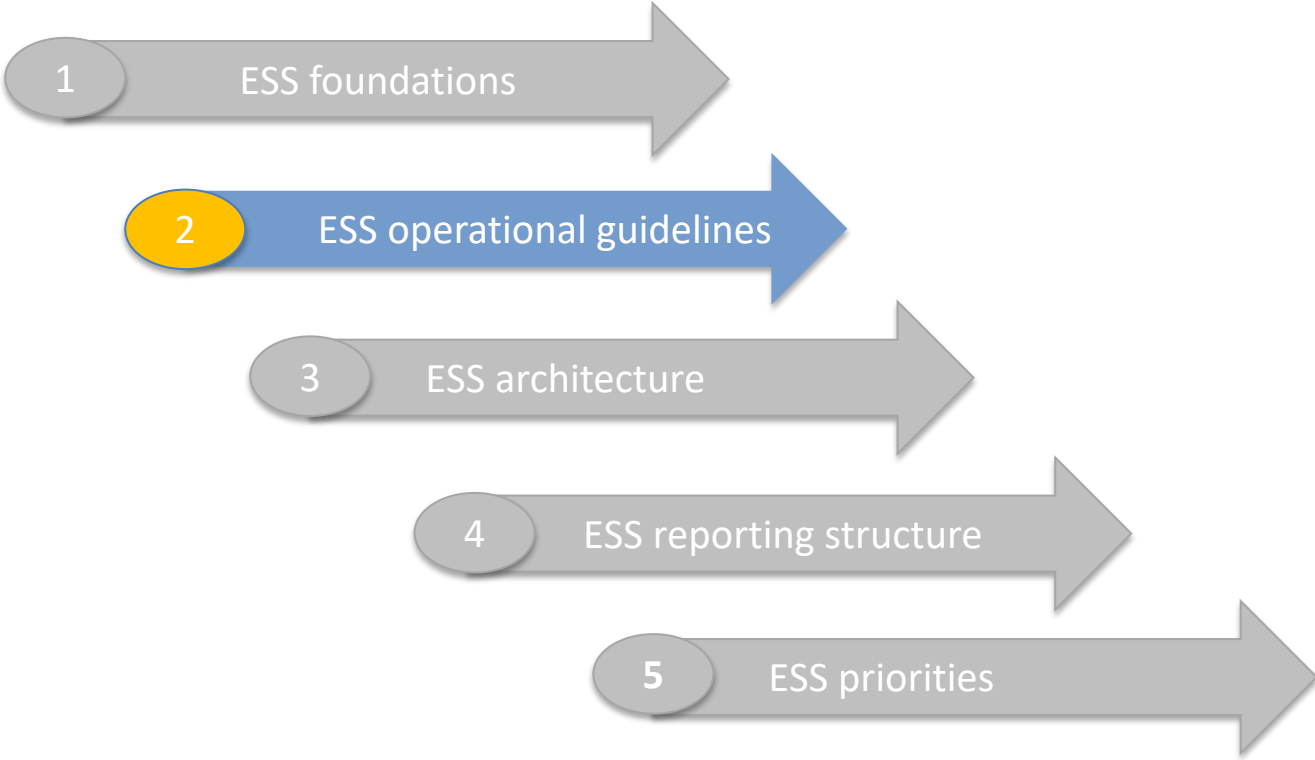 1 ESS foundations
2 ESS operational guidelines
3 ESS architecture
4 ESS reporting structure
5 ESS priorities